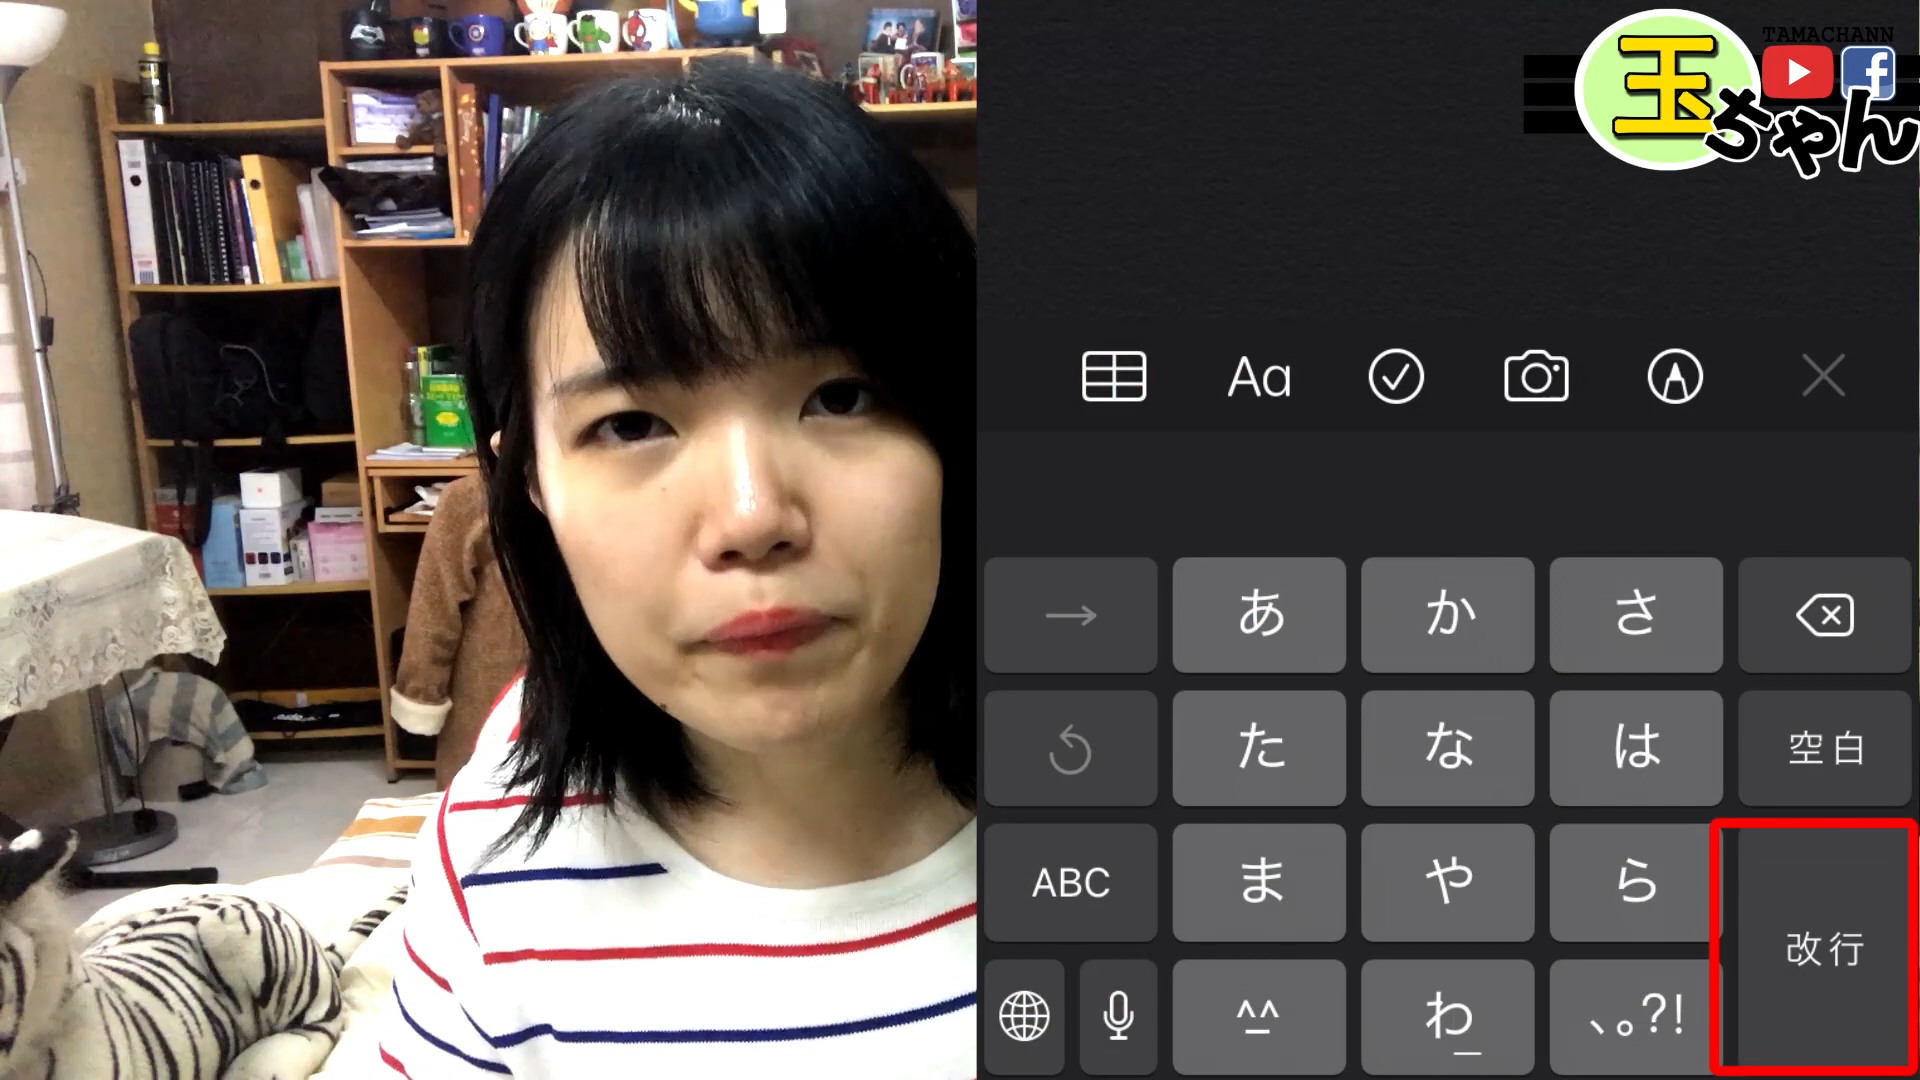 TAMACHANN
玉ちゃん
Aa
→ あ か さ
た な は 空白
ABC ま や ら
改行
^_^ わ_ 、。?!